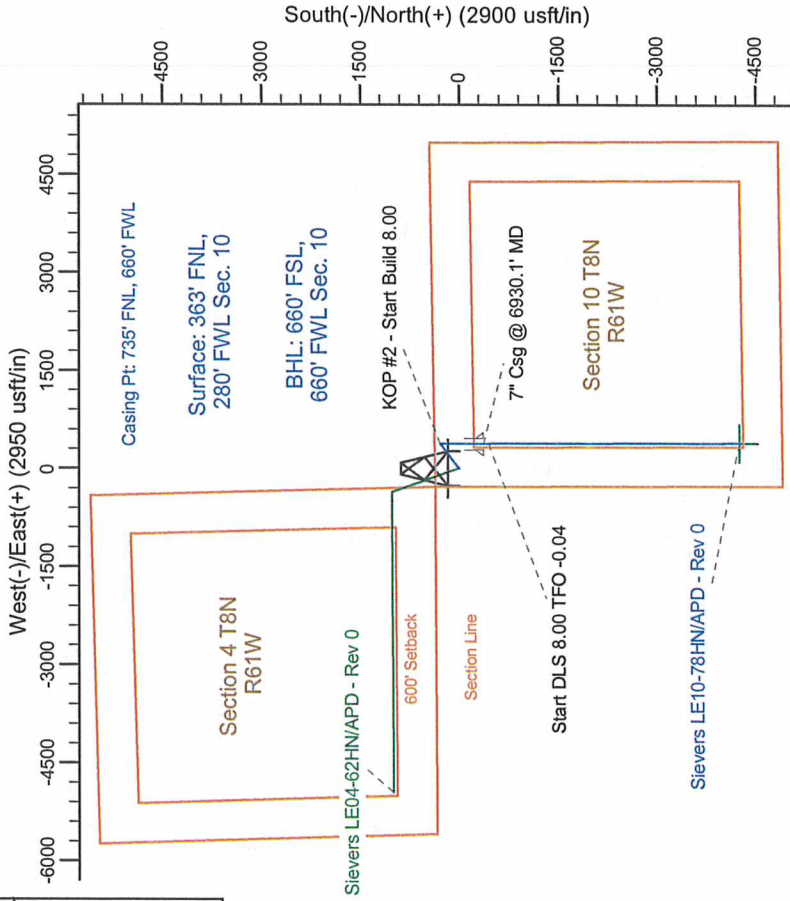 West(-)/East(+) (2950 usft/in)
-6000
-4500
-3000
-1500
0
1500
3000
4500
South(-)/North(+) (2900 usft/in)
4500
3000
1500
0
-1500
-3000
-4500
Casing Pt: 735' FNL, 660' FWL
Surface: 363' FNL,
280' FWL Sec. 10
BHL: 660' FSL,
660' FWL Sec. 10
Section 4 T8N
R61W
KOP #2 - Start Build 8.00
Sievers LE04-62HN/APD - Rev 0
600' Setback
Section Line
7" Csg @ 6930.1' MD
Start DLS 8.00 TFO -0.04
Section 10 T8N
R61W
Sievers LE10-78HN/APD - Rev 0